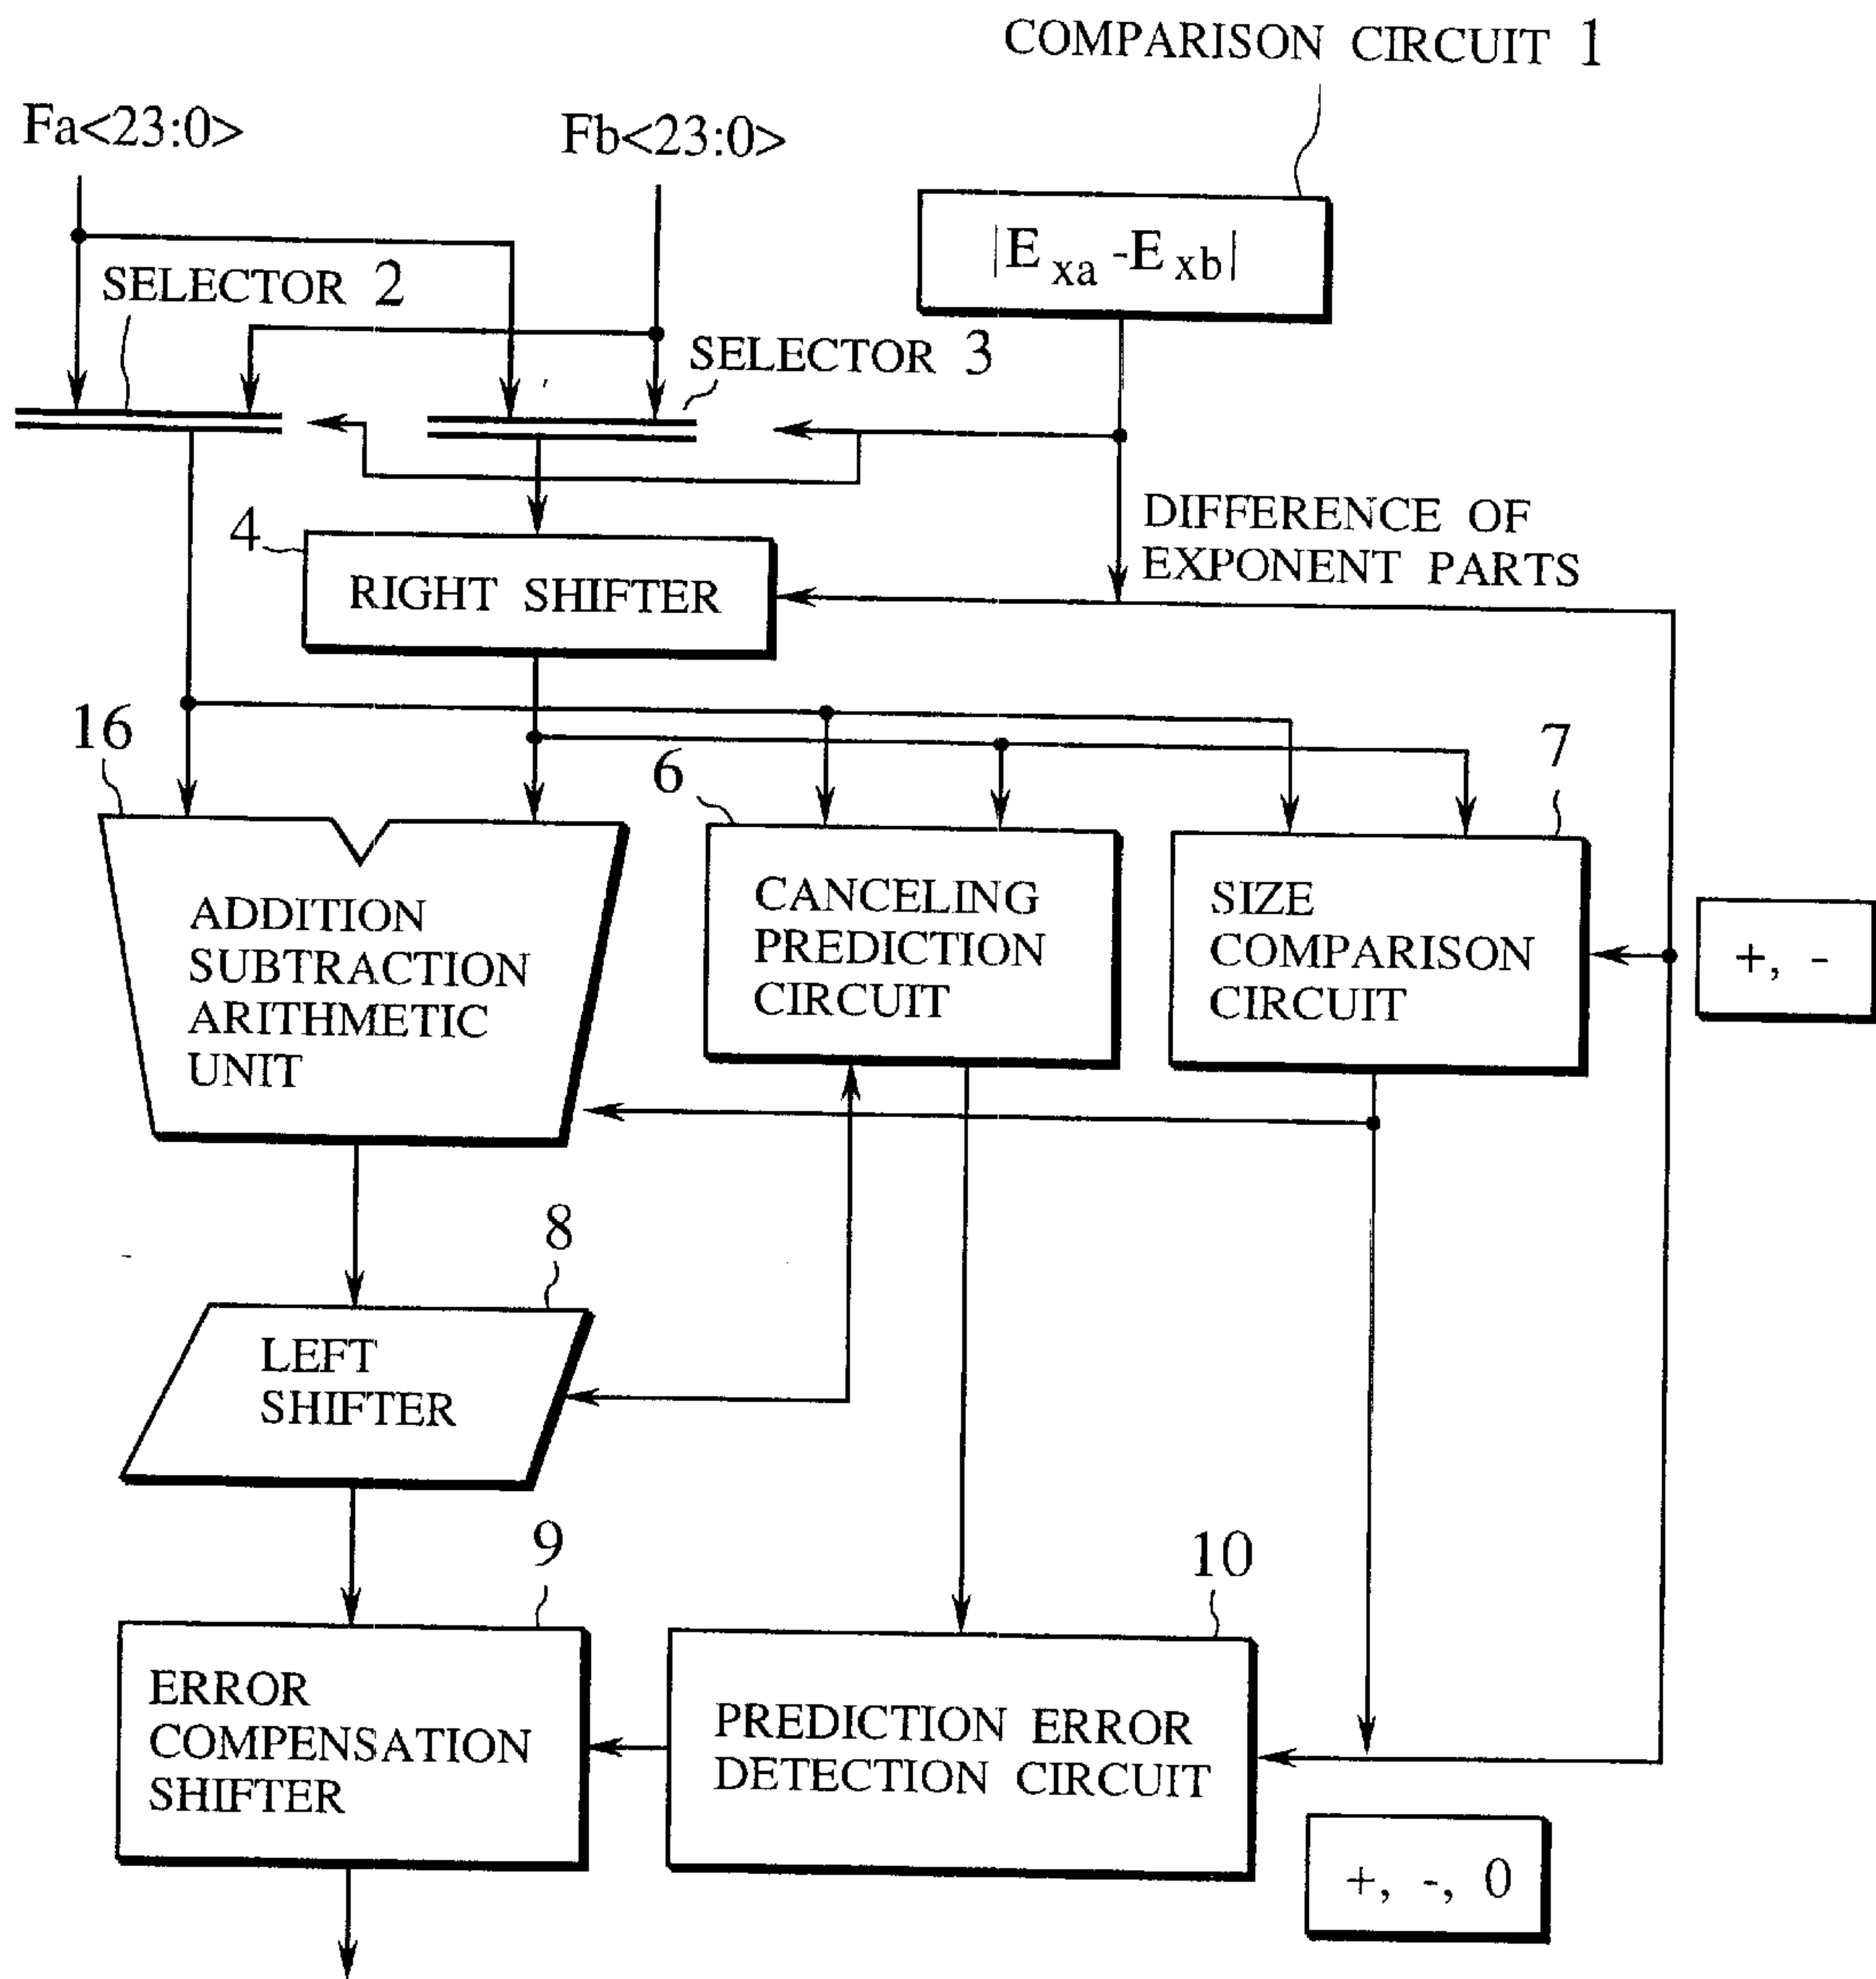 COMPARISON CIRCUIT 1
Fa<23:0>
Fb<23:0>
|Exa -Exb|
SELECTOR 2
SELECTOR 3
DIFFERENCE OF
EXPONENT PARTS
4
RIGHT SHIFTER
16
6
7
ADDITION
SUBTRACTION
ARITHMETIC
UNIT
CANCELING
PREDICTION
CIRCUIT
SIZE
COMPARISON
CIRCUIT
+, -
8
LEFT
SHIFTER
9
10
ERROR
COMPENSATION
SHIFTER
PREDICTION ERROR
DETECTION CIRCUIT
+, -, 0